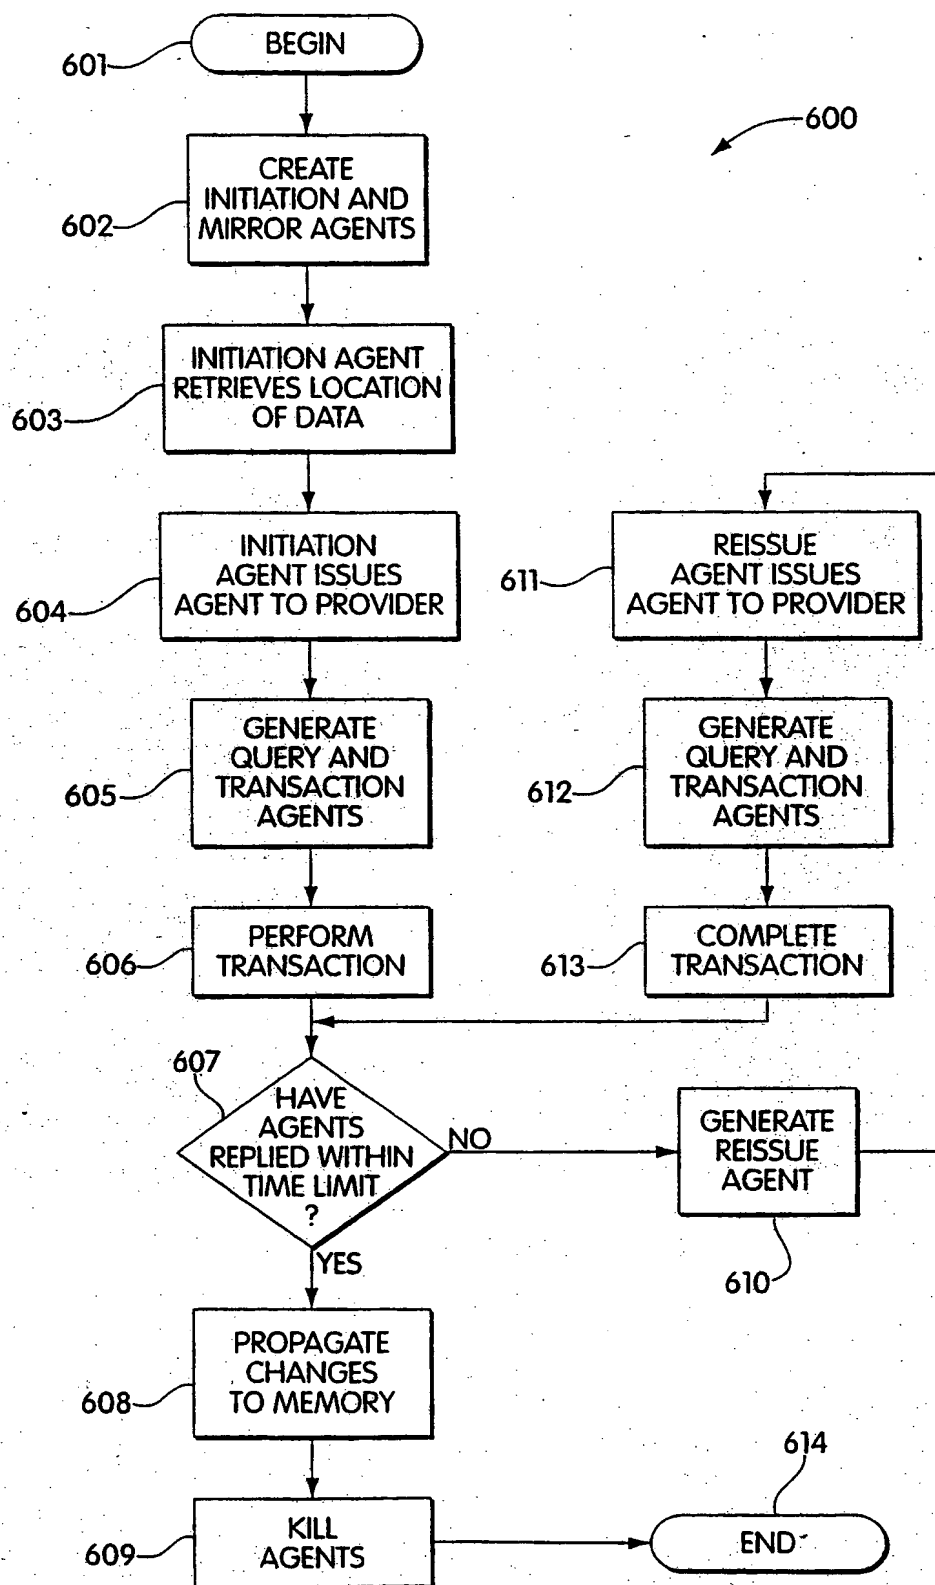 BEGIN
601
600
CREATE
INITIATION AND
MIRROR AGENTS
602
INITIATION AGENT
RETRIEVES LOCATION
OF DATA
603
INITIATION
AGENT ISSUES
AGENT TO PROVIDER
604
REISSUE
AGENT ISSUES
AGENT TO PROVIDER
611
GENERATE
QUERY AND
TRANSACTION
AGENTS
605
GENERATE
QUERY AND
TRANSACTION
AGENTS
612
PERFORM
TRANSACTION
606
COMPLETE
TRANSACTION
613
607
HAVE
AGENTS
REPLIED WITHIN
TIME LIMIT
?
NO
YES
GENERATE
REISSUE
AGENT
610
PROPAGATE
CHANGES
TO MEMORY
608
KILL
AGENTS
609
614
END